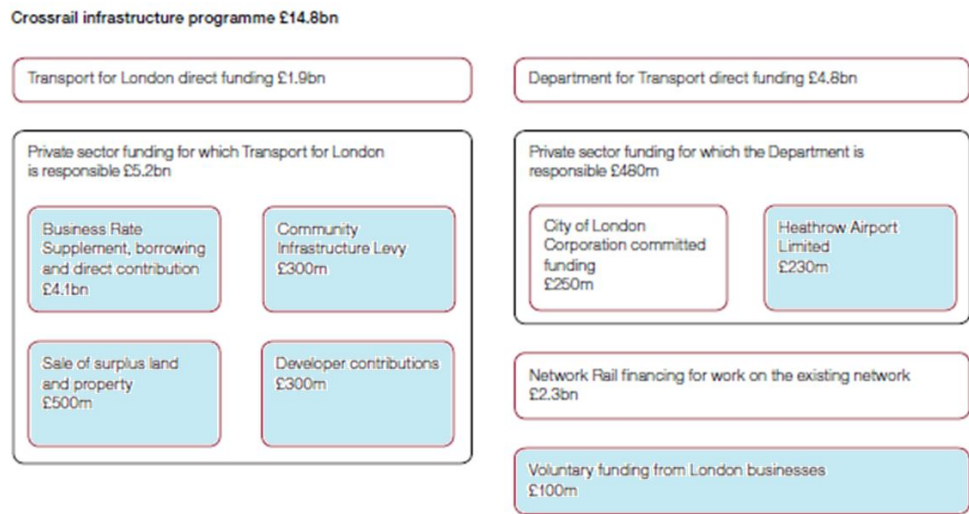 Crossrail infrastructure programme £14.8bn
Transport for London direct funding £1.9bn
Department for Transport direct funding £4.8bn
Private sector funding for which Transport for London
is responsible £5.2bn
Business Rate
Supplement, borrowing
and direct contribution
£4.1bn
Community
Infrastructure Levy
£300m
Sale of surplus land
and property
£500m
Developer contributions
£300m
Private sector funding for which the Department is
responsible £480m
City of London
Corporation committed
funding
£250m
Heathrow Airport
Limited
£230m
Network Rail financing for work on the existing network
£2.3bn
Voluntary funding from London businesses
£100m